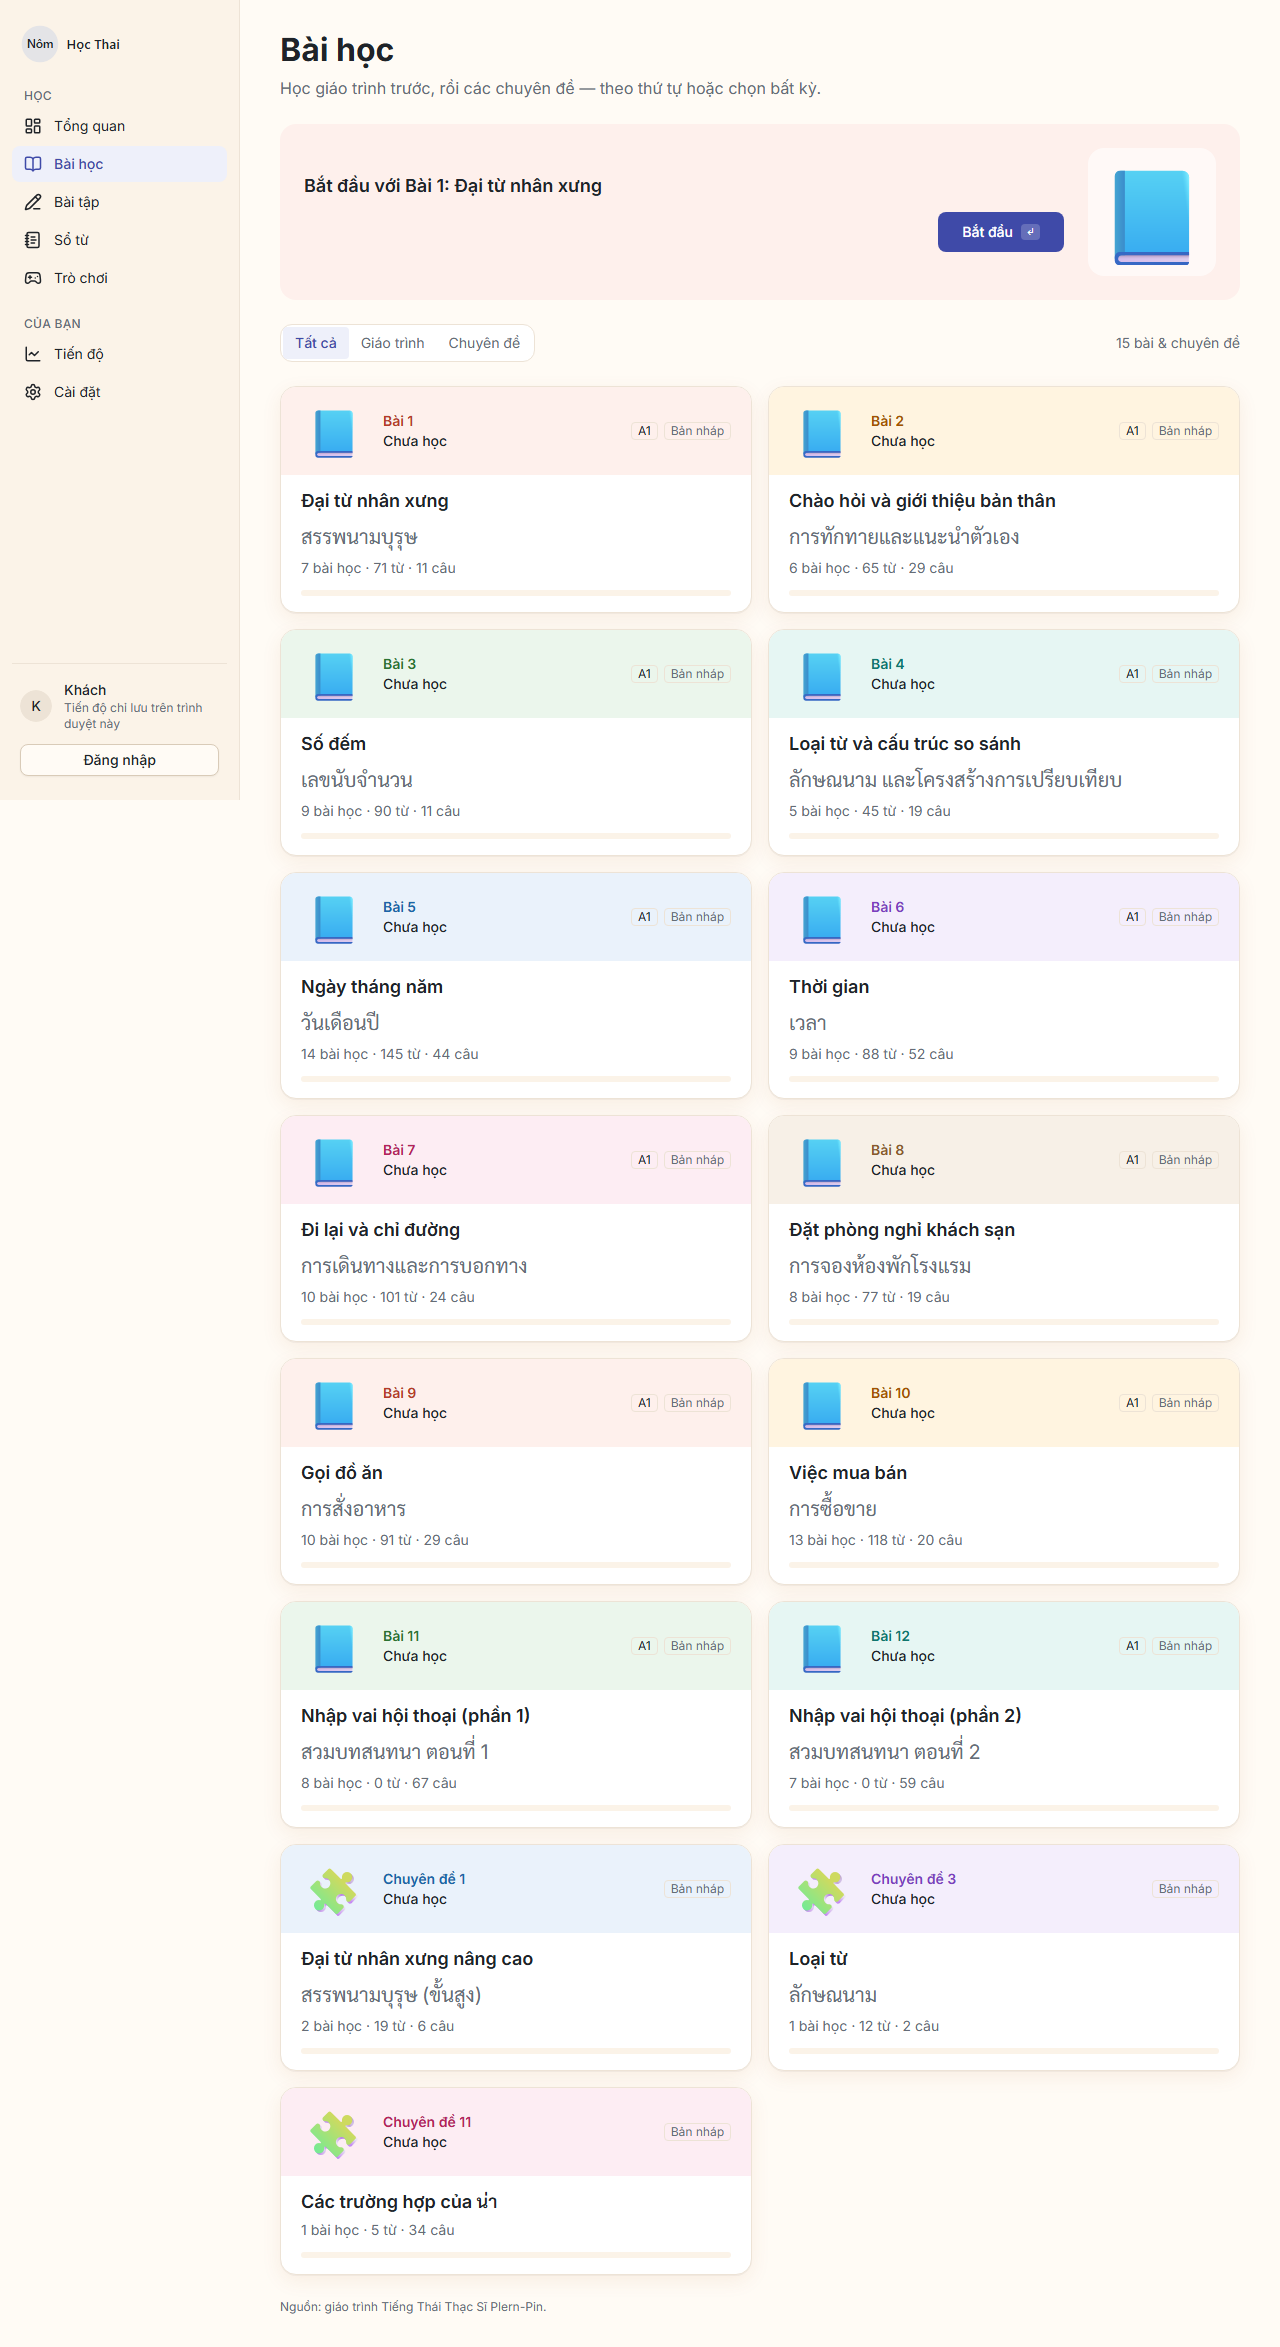 Nôm
Học Thai
HỌC
Tổng quan
Bài học
Bài tập
Sổ từ
Trò chơi
CỦA BẠN
Tiến độ
Cài đặt
K
Khách
Tiến độ chỉ lưu trên trình
duyệt này
Đăng nhập
Bài học
Học giáo trình trước, rồi các chuyên đề — theo thứ tự hoặc chọn bất kỳ.
Bắt đầu với Bài 1: Đại từ nhân xưng
Bắt đầu
Tất cả Giáo trình Chuyên đề
15 bài & chuyên đề
Bài 1
Chưa học
A1 Bản nháp
Đại từ nhân xưng
สรรพนามบุรุษ
7 bài học · 71 từ · 11 câu
Bài 2
Chưa học
A1 Bản nháp
Chào hỏi và giới thiệu bản thân
การทักทายและแนะนำตัวเอง
6 bài học · 65 từ · 29 câu
Bài 3
Chưa học
A1 Bản nháp
Số đếm
เลขนับจำนวน
9 bài học · 90 từ · 11 câu
Bài 4
Chưa học
A1 Bản nháp
Loại từ và cấu trúc so sánh
ลักษณนาม และโครงสร้างการเปรียบเทียบ
5 bài học · 45 từ · 19 câu
Bài 5
Chưa học
A1 Bản nháp
Ngày tháng năm
วันเดือนปี
14 bài học · 145 từ · 44 câu
Bài 6
Chưa học
A1 Bản nháp
Thời gian
เวลา
9 bài học · 88 từ · 52 câu
Bài 7
Chưa học
A1 Bản nháp
Đi lại và chỉ đường
การเดินทางและการบอกทาง
10 bài học · 101 từ · 24 câu
Bài 8
Chưa học
A1 Bản nháp
Đặt phòng nghỉ khách sạn
การจองห้องพักโรงแรม
8 bài học · 77 từ · 19 câu
Bài 9
Chưa học
A1 Bản nháp
Gọi đồ ăn
การสั่งอาหาร
10 bài học · 91 từ · 29 câu
Bài 10
Chưa học
A1 Bản nháp
Việc mua bán
การซื้อขาย
13 bài học · 118 từ · 20 câu
Bài 11
Chưa học
A1 Bản nháp
Nhập vai hội thoại (phần 1)
สวมบทสนทนา ตอนที่ 1
8 bài học · 0 từ · 67 câu
Bài 12
Chưa học
A1 Bản nháp
Nhập vai hội thoại (phần 2)
สวมบทสนทนา ตอนที่ 2
7 bài học · 0 từ · 59 câu
Chuyên đề 1
Chưa học
Bản nháp
Đại từ nhân xưng nâng cao
สรรพนามบุรุษ (ขั้นสูง)
2 bài học · 19 từ · 6 câu
Chuyên đề 3
Chưa học
Bản nháp
Loại từ
ลักษณนาม
1 bài học · 12 từ · 2 câu
Chuyên đề 11
Chưa học
Bản nháp
Các trường hợp của น่า
1 bài học · 5 từ · 34 câu
Nguồn: giáo trình Tiếng Thái Thạc Sĩ Plern-Pin.